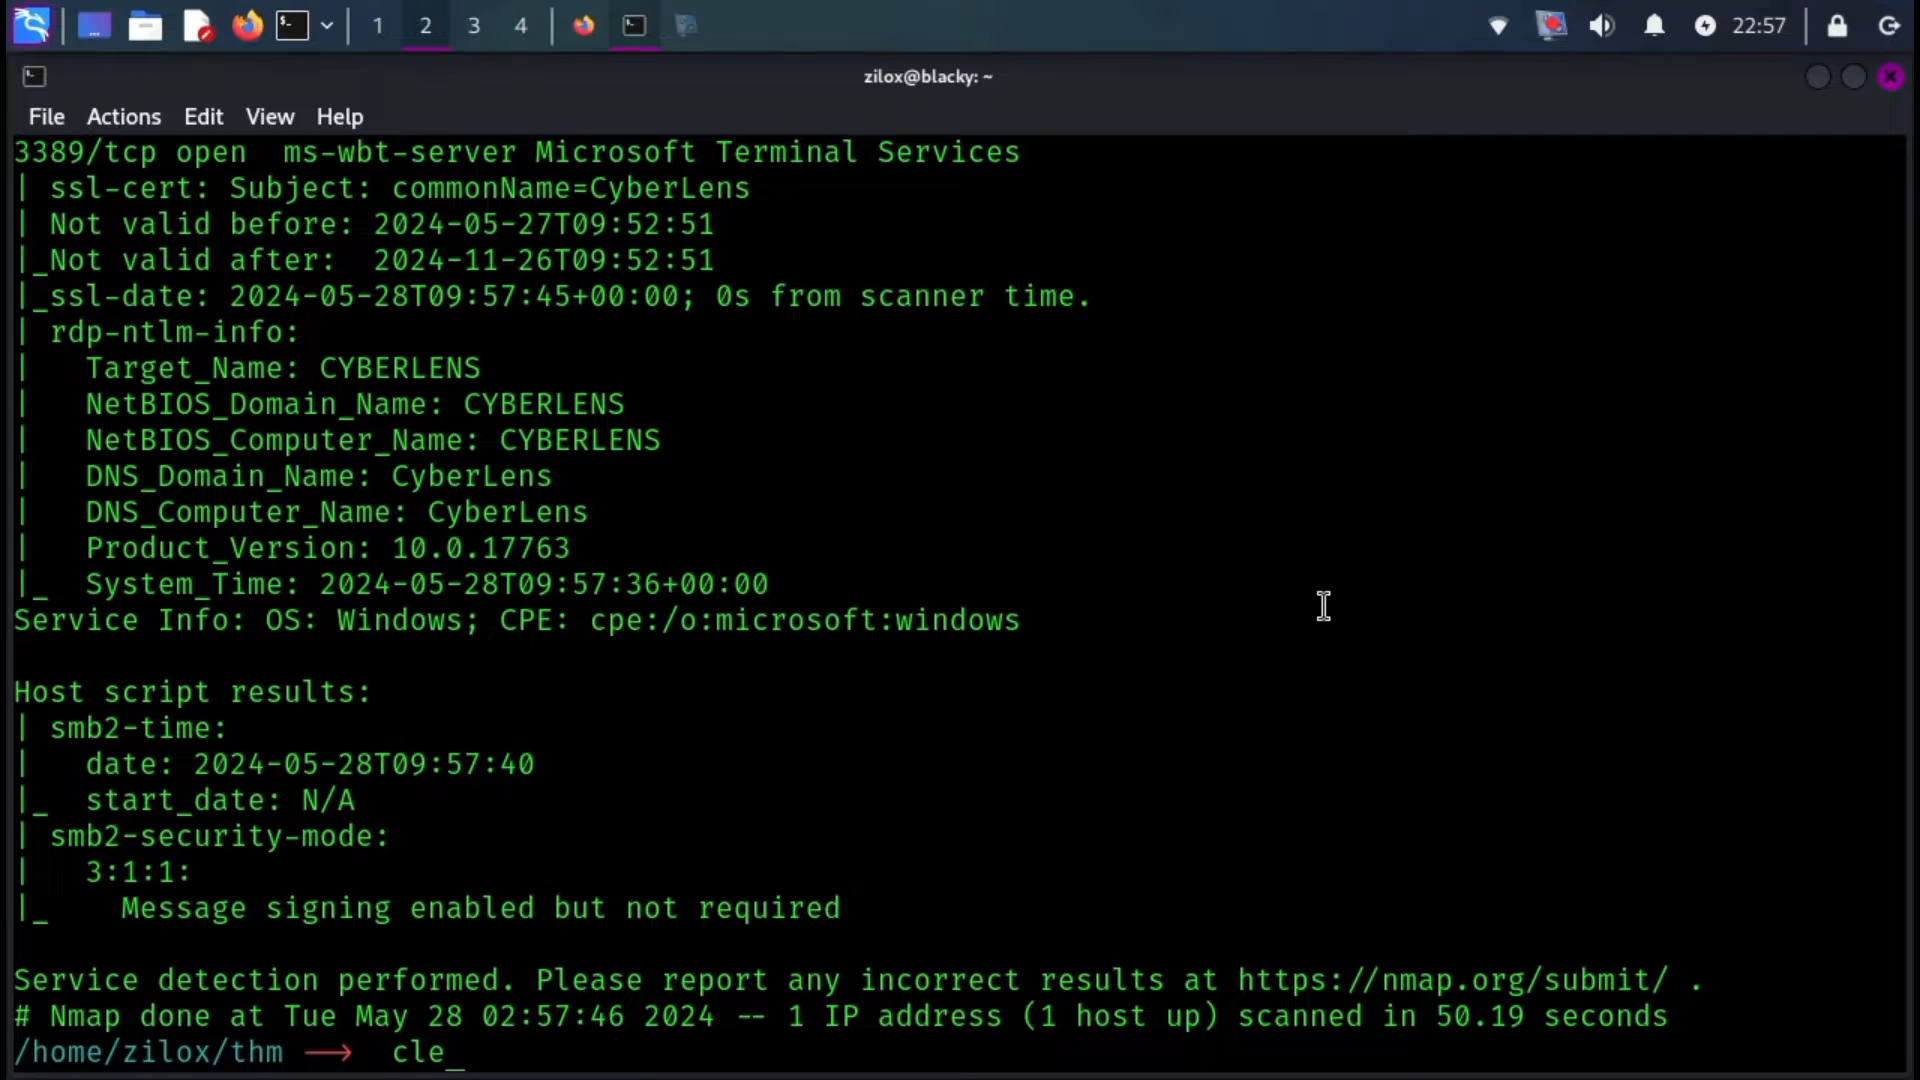 1 2 3 4 22:57
zilox@blacky: ~
File Actions Edit View Help
3389/tcp open  ms-wbt-server Microsoft Terminal Services
| ssl-cert: Subject: commonName=CyberLens
| Not valid before: 2024-05-27T09:52:51
|_Not valid after:  2024-11-26T09:52:51
|_ssl-date: 2024-05-28T09:57:45+00:00; 0s from scanner time.
| rdp-ntlm-info:
|   Target_Name: CYBERLENS
|   NetBIOS_Domain_Name: CYBERLENS
|   NetBIOS_Computer_Name: CYBERLENS
|   DNS_Domain_Name: CyberLens
|   DNS_Computer_Name: CyberLens
|   Product_Version: 10.0.17763
|_  System_Time: 2024-05-28T09:57:36+00:00
Service Info: OS: Windows; CPE: cpe:/o:microsoft:windows
Host script results:
| smb2-time:
|   date: 2024-05-28T09:57:40
|_  start_date: N/A
| smb2-security-mode:
|   3:1:1:
|_    Message signing enabled but not required
Service detection performed. Please report any incorrect results at https://nmap.org/submit/ .
# Nmap done at Tue May 28 02:57:46 2024 -- 1 IP address (1 host up) scanned in 50.19 seconds
/home/zilox/thm ⟶  cle_